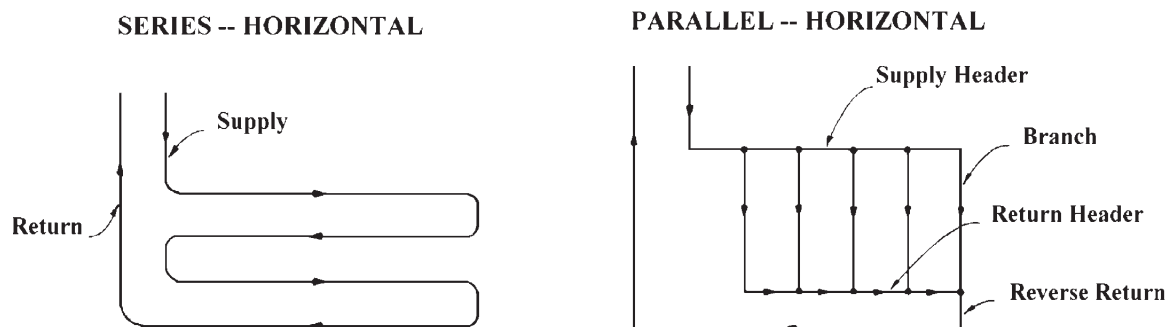 SERIES -- HORIZONTAL
Supply
Return
PARALLEL -- HORIZONTAL
Supply Header
Branch
Return Header
Reverse Return